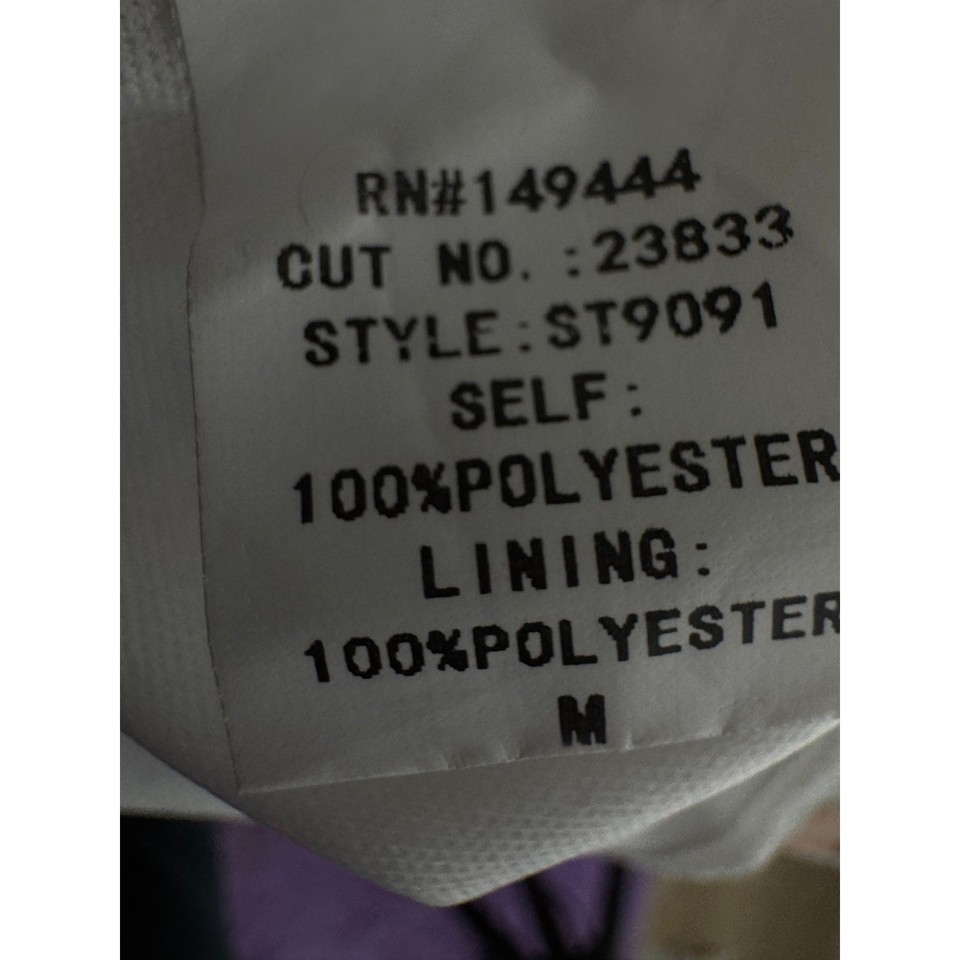 RN#149444
CUT NO.:23833
STYLE:ST9091
SELF:
100%POLYESTER
LINING:
100%POLYESTER
M